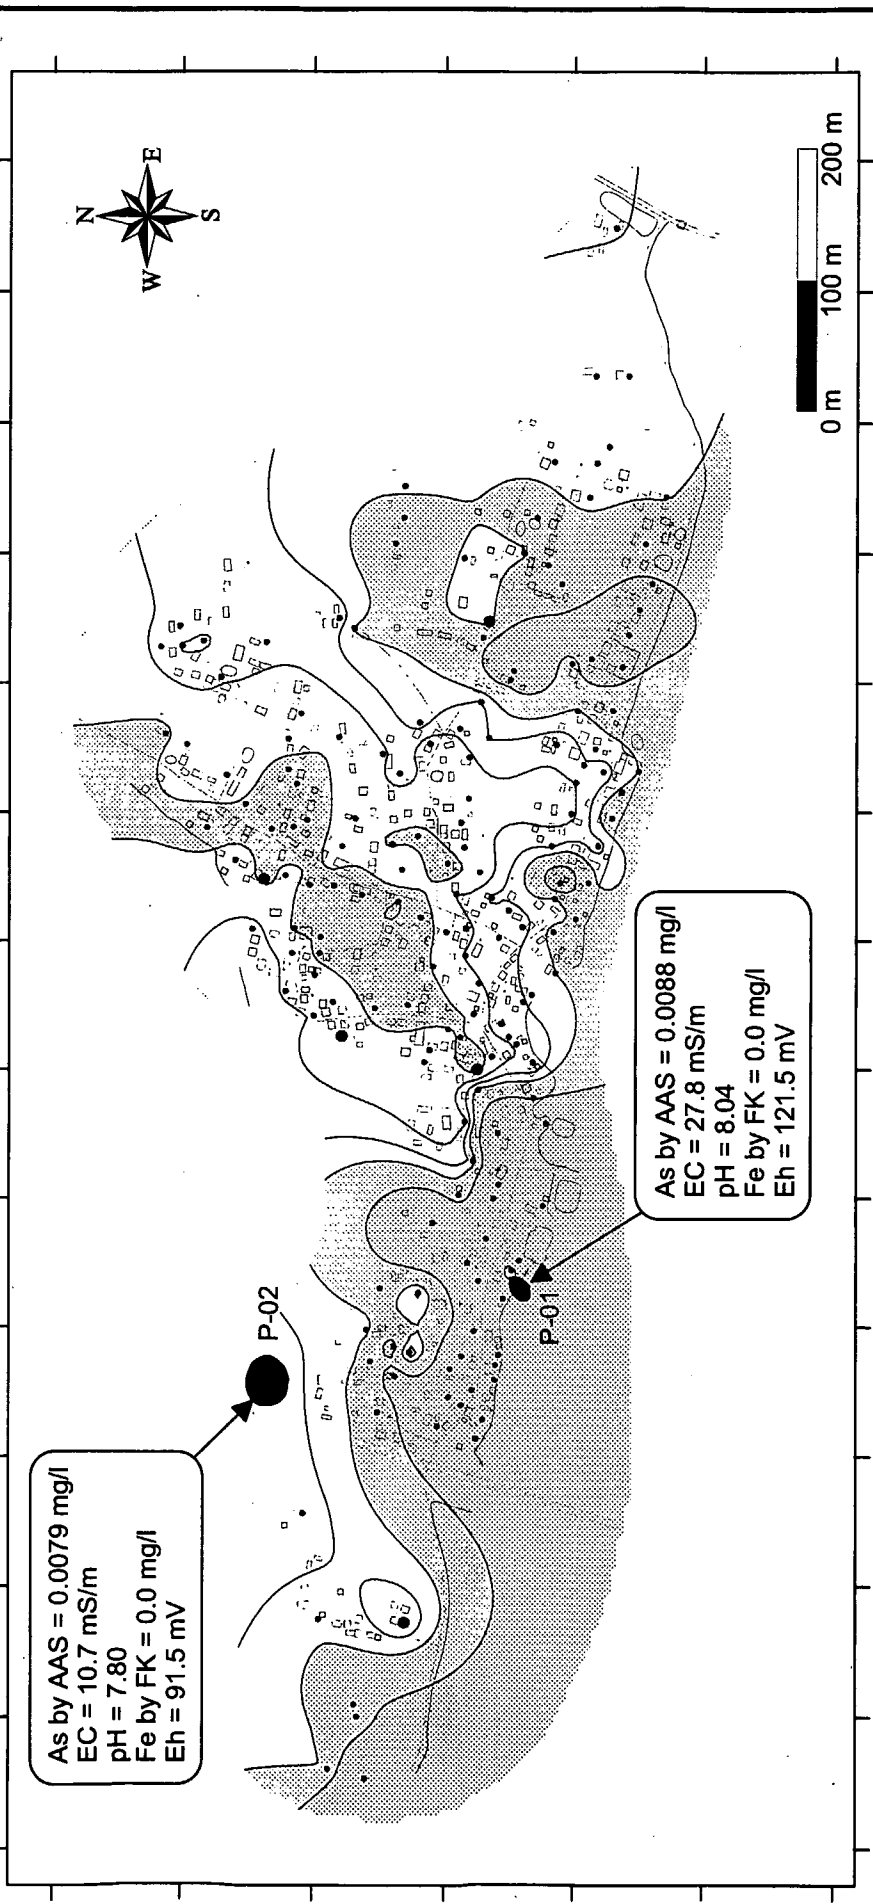 N
E
S
W
0 m
100 m
200 m
P-02
As by AAS = 0.0079 mg/l
EC = 10.7 mS/m
pH = 7.80
Fe by FK = 0.0 mg/l
Eh = 91.5 mV
P-01
As by AAS = 0.0088 mg/l
EC = 27.8 mS/m
pH = 8.04
Fe by FK = 0.0 mg/l
Eh = 121.5 mV